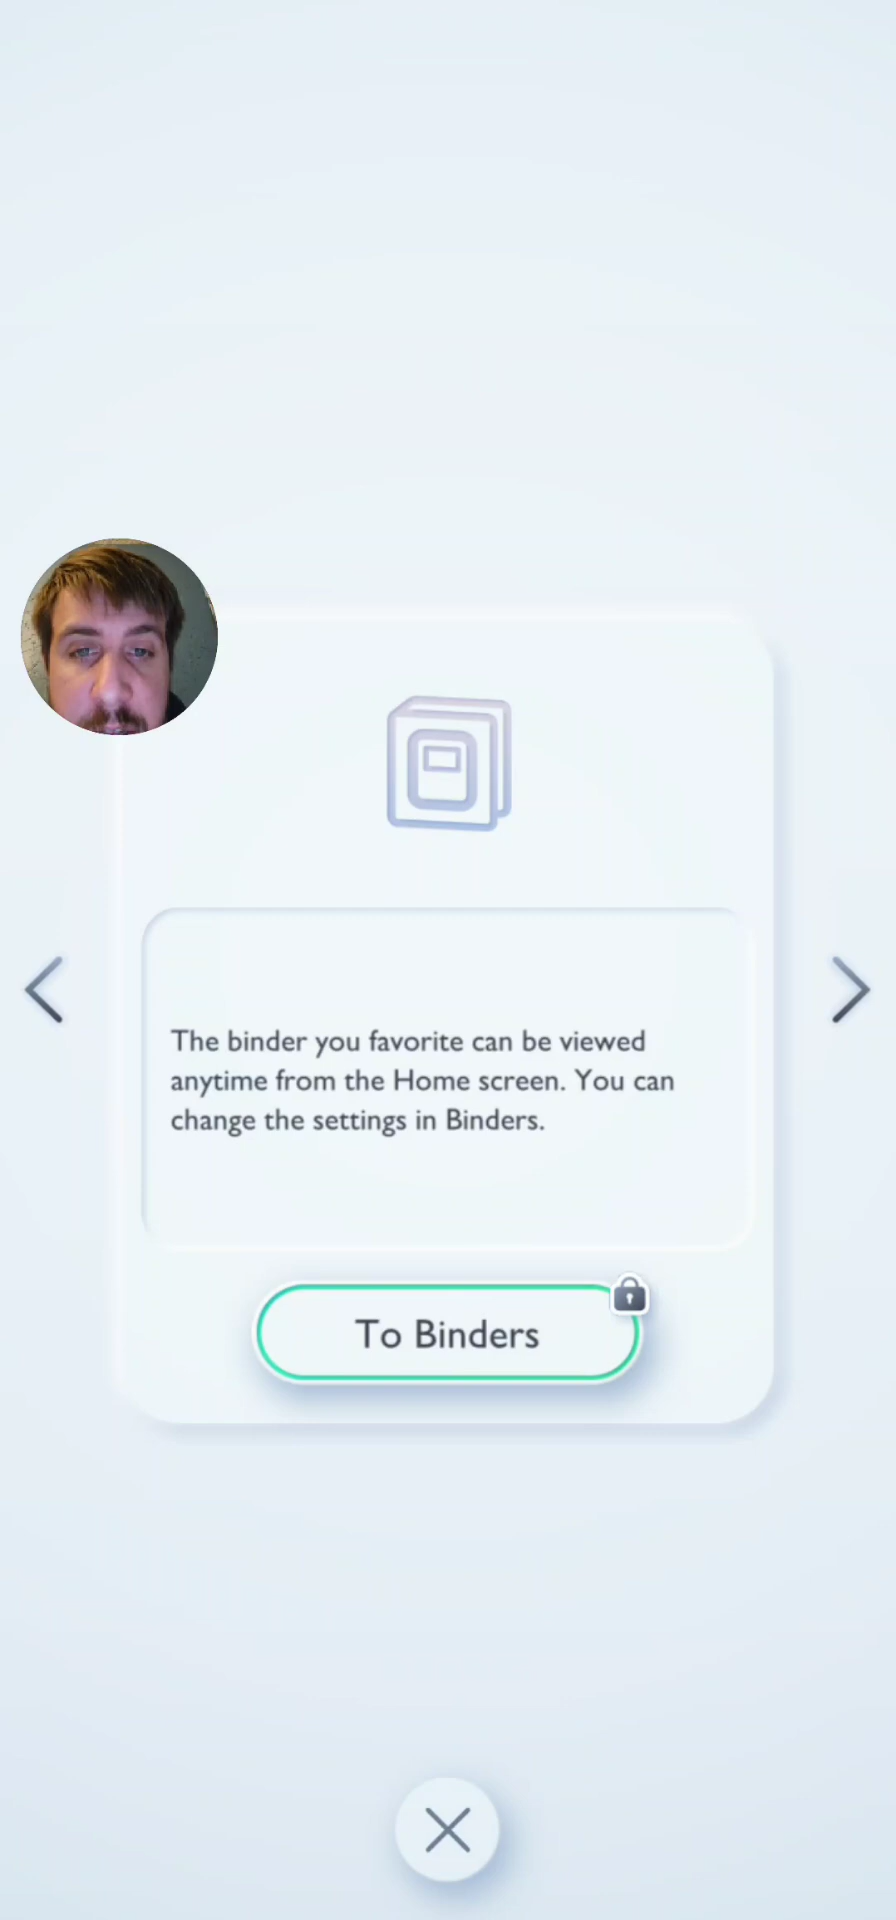 The binder you favorite can be viewed
anytime from the Home screen. You can
change the settings in Binders.
To Binders